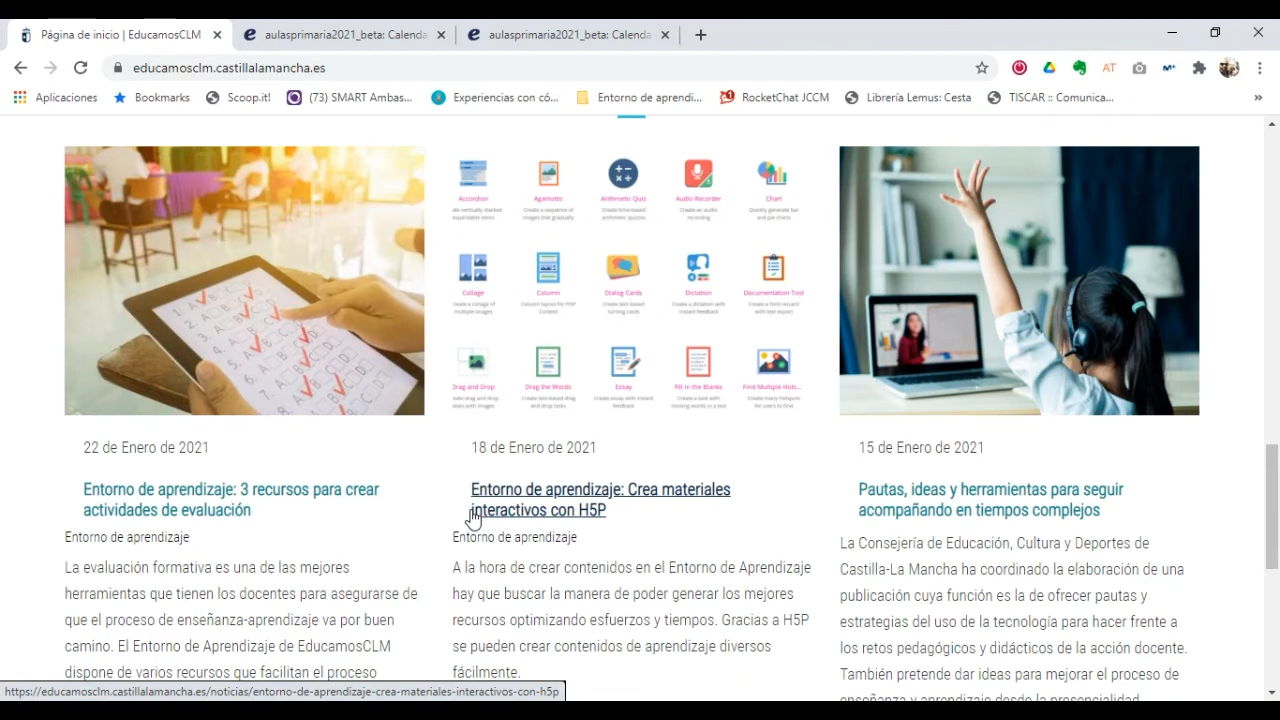 Página de inicio | EducamosCLM
aulasprimaria2021_beta: Calenda
aulasprimaria2021_beta: Calenda
educamosclm.castillalamancha.es
AT
Aplicaciones
Bookmarks
Scoop.it!
(73) SMART Ambas...
Experiencias con có...
Entorno de aprendi...
RocketChat JCCM
Librería Lemus: Cesta
TISCAR :: Comunica...
»
Accordion
Agamotto
Arithmetic Quiz
Audio Recorder
Chart
Collage
Column
Dialog Cards
Dictation
Documentation Tool
Drag and Drop
Drag the Words
Essay
Fill in the Blanks
Find Multiple Hots...
22 de Enero de 2021
Entorno de aprendizaje: 3 recursos para crear
actividades de evaluación
Entorno de aprendizaje
La evaluación formativa es una de las mejores
herramientas que tienen los docentes para asegurarse de
que el proceso de enseñanza-aprendizaje va por buen
camino. El Entorno de Aprendizaje de EducamosCLM
dispone de varios recursos que facilitan el proceso
18 de Enero de 2021
Entorno de aprendizaje: Crea materiales
interactivos con H5P
Entorno de aprendizaje
A la hora de crear contenidos en el Entorno de Aprendizaje
hay que buscar la manera de poder generar los mejores
recursos optimizando esfuerzos y tiempos. Gracias a H5P
se pueden crear contenidos de aprendizaje diversos
fácilmente.
15 de Enero de 2021
Pautas, ideas y herramientas para seguir
acompañando en tiempos complejos
La Consejería de Educación, Cultura y Deportes de
Castilla-La Mancha ha coordinado la elaboración de una
publicación cuya función es la de ofrecer pautas y
estrategias del uso de la tecnología para hacer frente a
los retos pedagógicos y didácticos de la acción docente.
También pretende dar ideas para mejorar el proceso de
enseñanza y aprendizaje desde la presencialidad
https://educamosclm.castillalamancha.es/noticias/entorno-de-aprendizaje-crea-materiales-interactivos-con-h5p